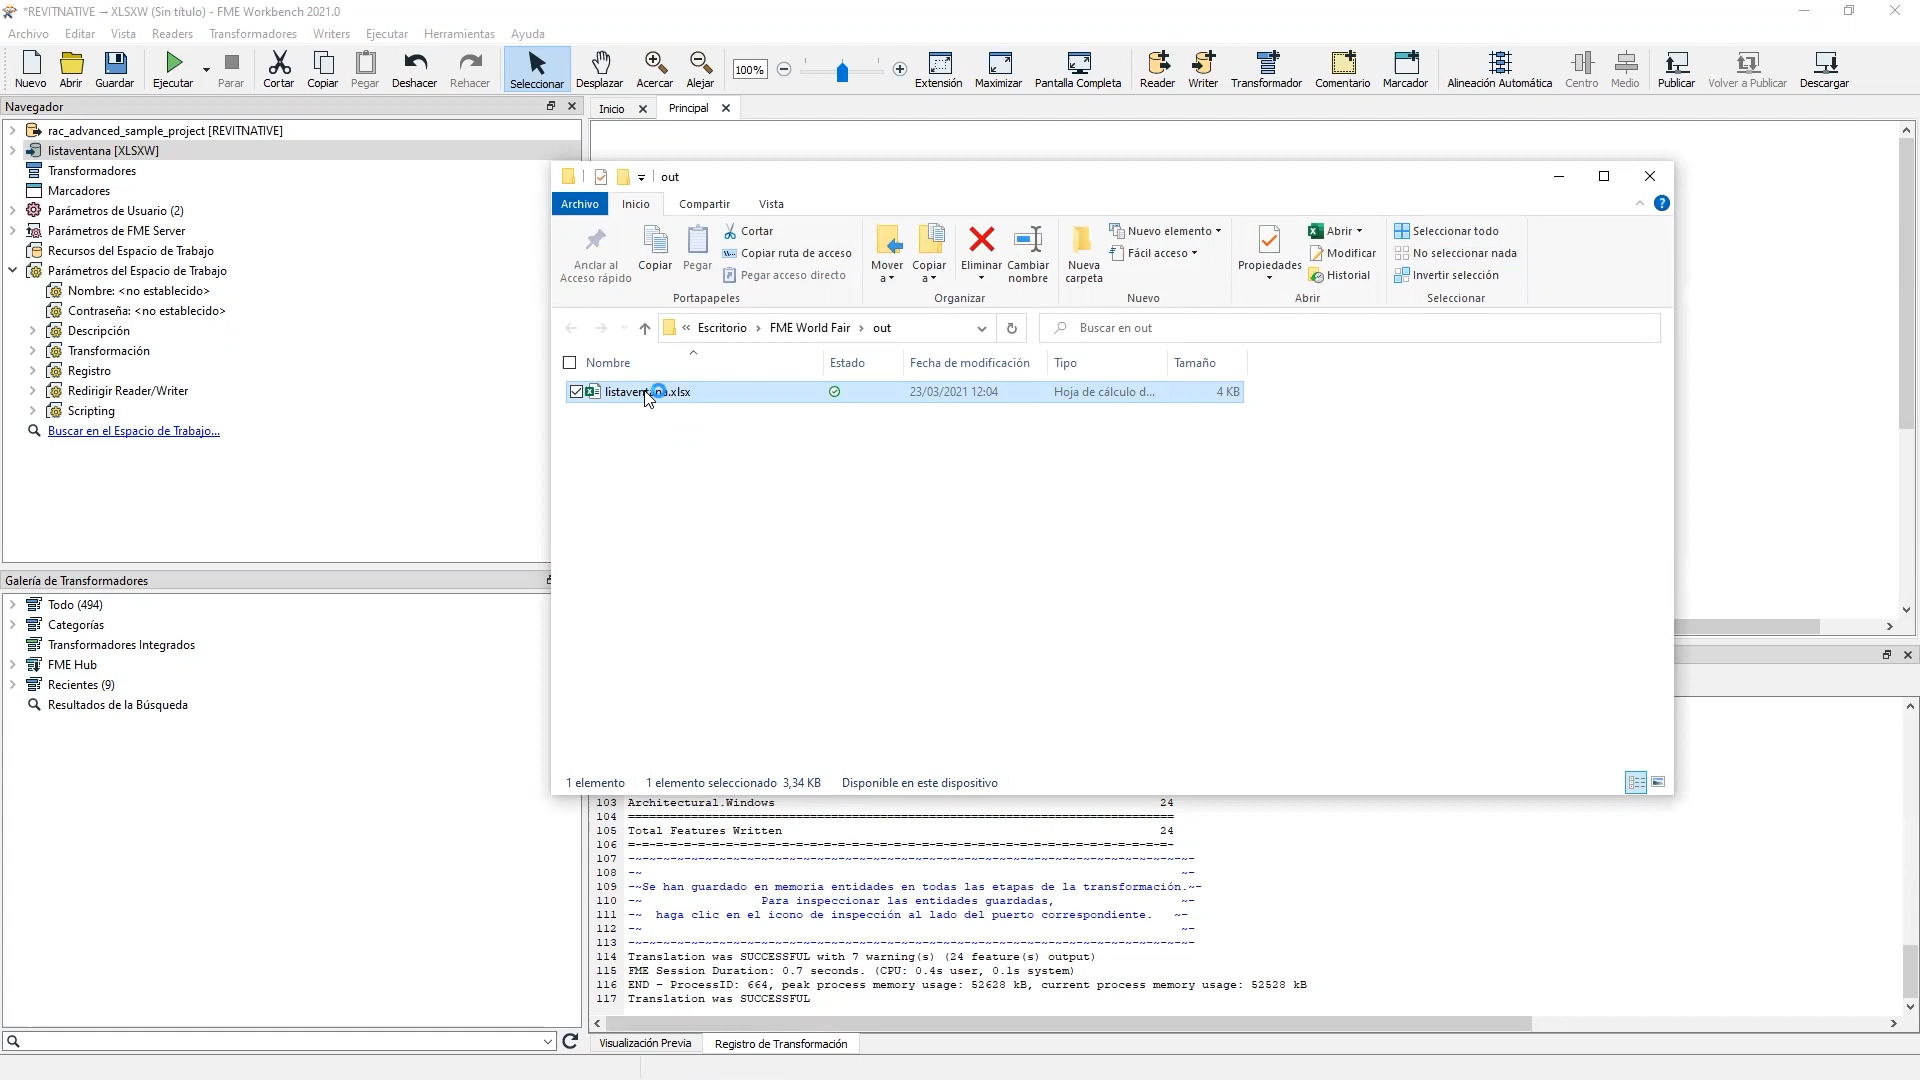 *REVITNATIVE → XLSXW (Sin título) - FME Workbench 2021.0
Archivo Editar Vista Readers Transformadores Writers Ejecutar Herramientas Ayuda
Nuevo Abrir Guardar Ejecutar Parar Cortar Copiar Pegar Deshacer Rehacer Seleccionar Desplazar Acercar Alejar 100% Extensión Maximizar Pantalla Completa Reader Writer Transformador Comentario Marcador Alineación Automática Centro Medio Publicar Volver a Publicar Descargar
Navegador
Inicio Principal
rac_advanced_sample_project [REVITNATIVE]
listaventana [XLSXW]
Transformadores
Marcadores
Parámetros de Usuario (2)
Parámetros de FME Server
Recursos del Espacio de Trabajo
Parámetros del Espacio de Trabajo
Nombre: <no establecido>
Contraseña: <no establecido>
Descripción
Transformación
Registro
Redirigir Reader/Writer
Scripting
Buscar en el Espacio de Trabajo...
Galería de Transformadores
Todo (494)
Categorías
Transformadores Integrados
FME Hub
Recientes (9)
Resultados de la Búsqueda
out
Archivo Inicio Compartir Vista
Anclar al Acceso rápido
Copiar
Pegar
Cortar
Copiar ruta de acceso
Pegar acceso directo
Portapapeles
Mover a
Copiar a
Eliminar
Cambiar nombre
Organizar
Nueva carpeta
Nuevo elemento
Fácil acceso
Nuevo
Propiedades
Abrir
Modificar
Historial
Abrir
Seleccionar todo
No seleccionar nada
Invertir selección
Seleccionar
« Escritorio › FME World Fair › out
Buscar en out
Nombre Estado Fecha de modificación Tipo Tamaño
listaventana.xlsx 23/03/2021 12:04 Hoja de cálculo d... 4 KB
1 elemento 1 elemento seleccionado 3,34 KB Disponible en este dispositivo
103 Architectural.Windows 24
104 ==============================================================================
105 Total Features Written 24
106 =-=-=-=-=-=-=-=-=-=-=-=-=-=-=-=-=-=-=-=-=-=-=-=-=-=-=-=-=-=-=-=-=-=-=-=-=-=-=-
107 -~-~-~-~-~-~-~-~-~-~-~-~-~-~-~-~-~-~-~-~-~-~-~-~-~-~-~-~-~-~-~-~-~-~-~-~-~-~-~-~-
108 -~ ~-
109 -~Se han guardado en memoria entidades en todas las etapas de la transformación.~-
110 -~ Para inspeccionar las entidades guardadas, ~-
111 -~ haga clic en el icono de inspección al lado del puerto correspondiente. ~-
112 -~ ~-
113 -~-~-~-~-~-~-~-~-~-~-~-~-~-~-~-~-~-~-~-~-~-~-~-~-~-~-~-~-~-~-~-~-~-~-~-~-~-~-~-~-
114 Translation was SUCCESSFUL with 7 warning(s) (24 feature(s) output)
115 FME Session Duration: 0.7 seconds. (CPU: 0.4s user, 0.1s system)
116 END - ProcessID: 664, peak process memory usage: 52628 kB, current process memory usage: 52528 kB
117 Translation was SUCCESSFUL
Visualización Previa Registro de Transformación